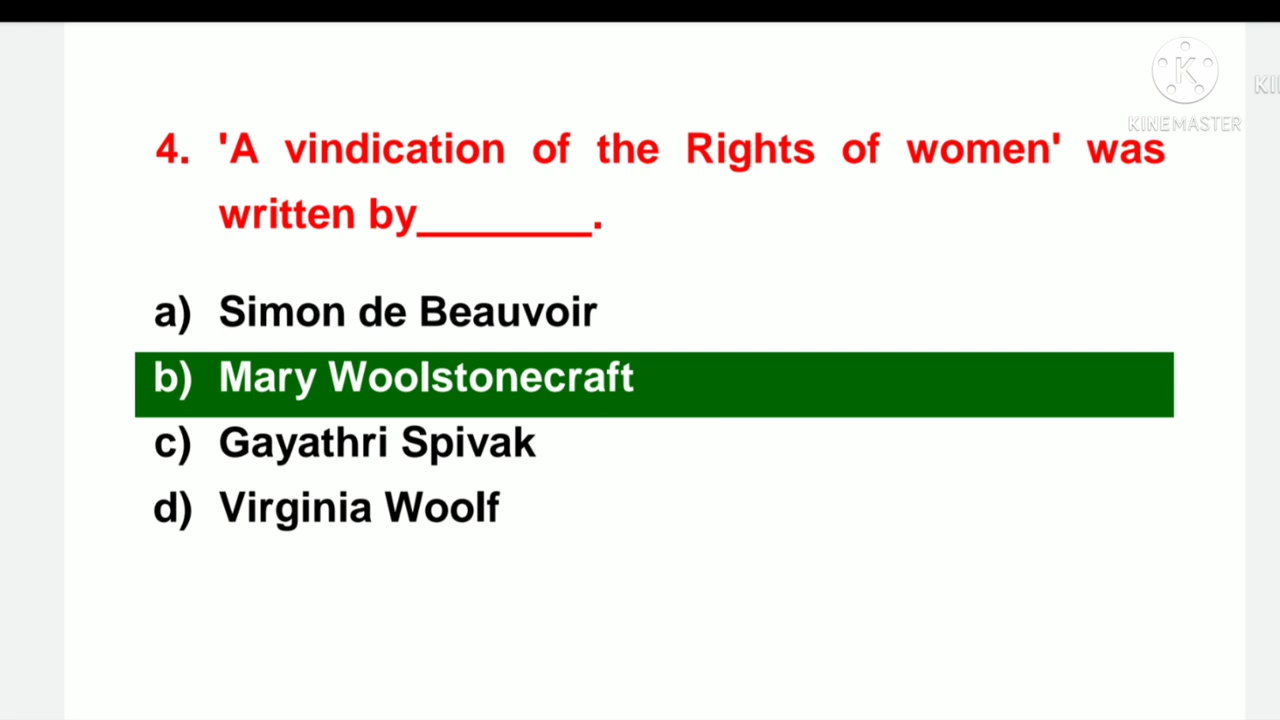 K
KINEMASTER
KI
4. 'A vindication of the Rights of women' was
written by________.
a) Simon de Beauvoir
b) Mary Woolstonecraft
c) Gayathri Spivak
d) Virginia Woolf